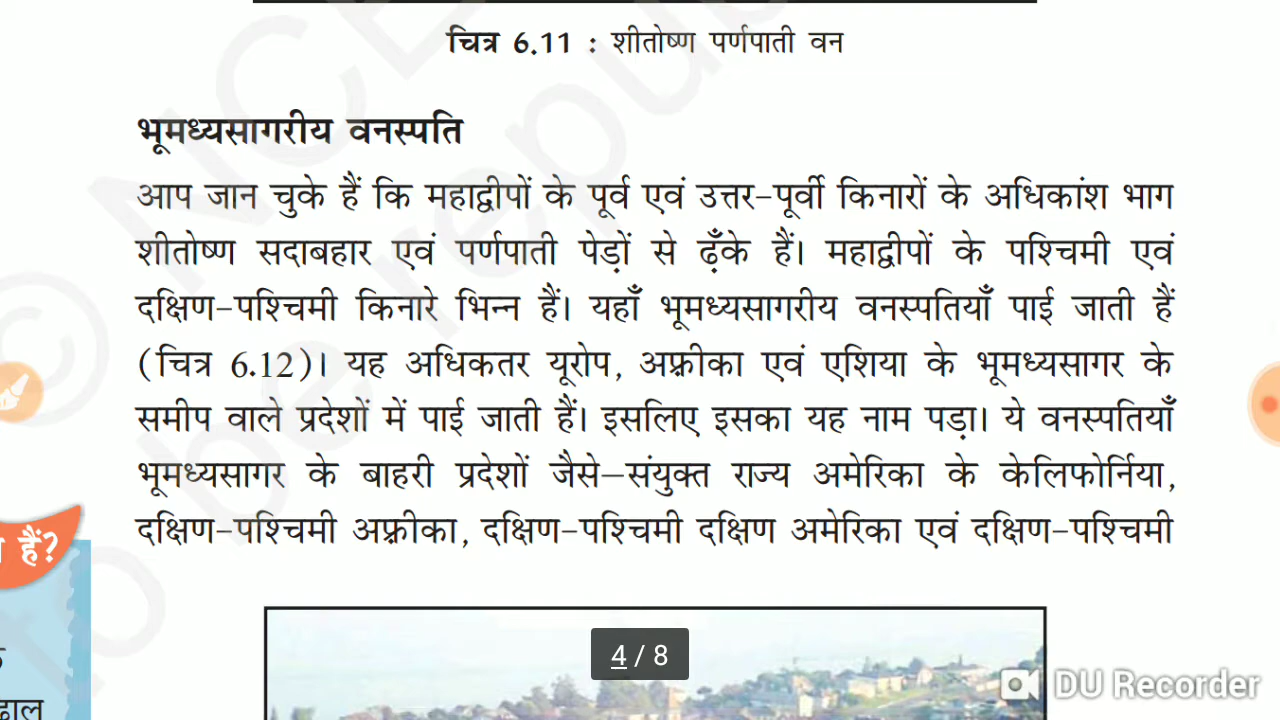 चित्र 6.11 : शीतोष्ण पर्णपाती वन
भूमध्यसागरीय वनस्पति
आप जान चुके हैं कि महाद्वीपों के पूर्व एवं उत्तर-पूर्वी किनारों के अधिकांश भाग
शीतोष्ण सदाबहार एवं पर्णपाती पेड़ों से ढ़ँके हैं। महाद्वीपों के पश्चिमी एवं
दक्षिण-पश्चिमी किनारे भिन्न हैं। यहाँ भूमध्यसागरीय वनस्पतियाँ पाई जाती हैं
(चित्र 6.12)। यह अधिकतर यूरोप, अफ़्रीका एवं एशिया के भूमध्यसागर के
समीप वाले प्रदेशों में पाई जाती हैं। इसलिए इसका यह नाम पड़ा। ये वनस्पतियाँ
भूमध्यसागर के बाहरी प्रदेशों जैसे–संयुक्त राज्य अमेरिका के केलिफोर्निया,
दक्षिण-पश्चिमी अफ़्रीका, दक्षिण-पश्चिमी दक्षिण अमेरिका एवं दक्षिण-पश्चिमी
हैं?
4 / 8
DU Recorder